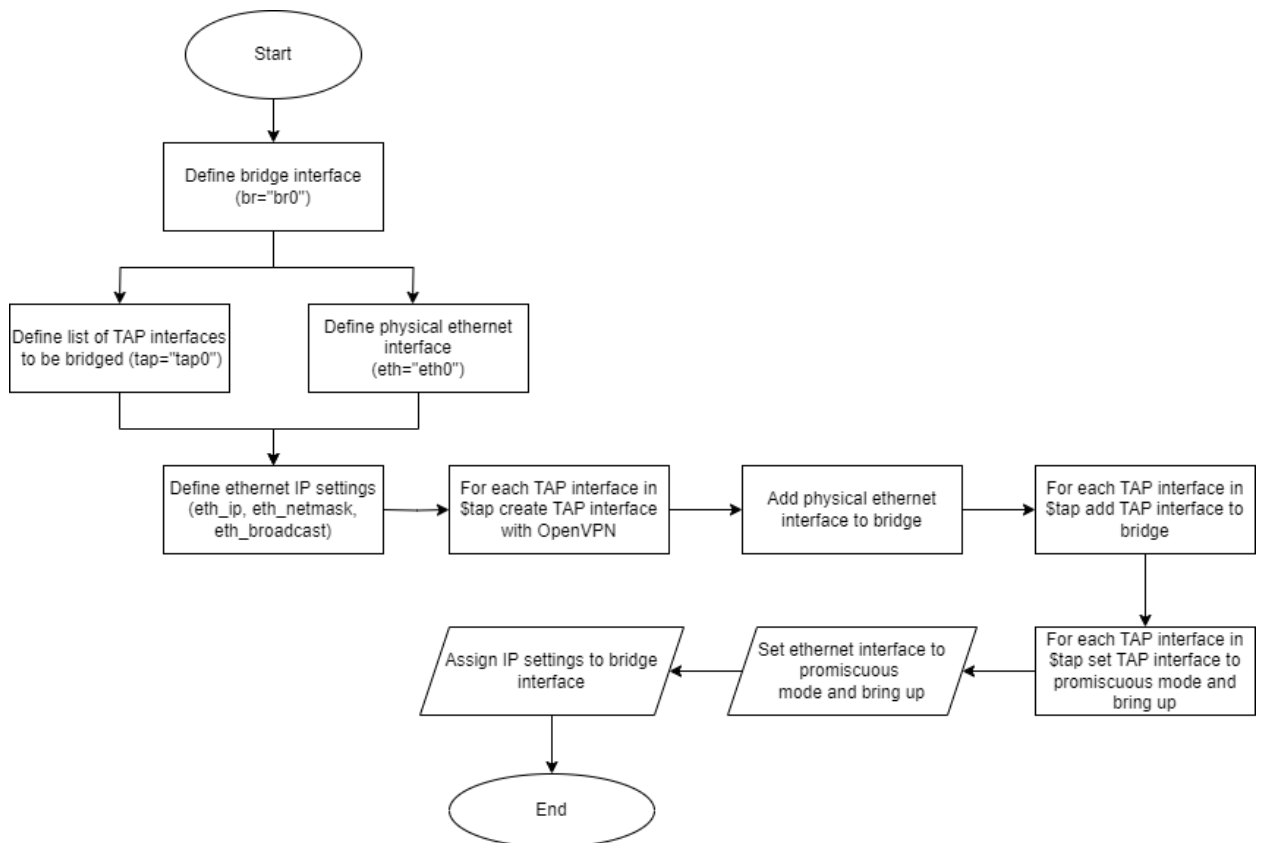 Start
Define bridge interface
(br="br0")
Define list of TAP interfaces
to be bridged (tap="tap0")
Define physical ethernet
interface
(eth="eth0")
Define ethernet IP settings
(eth_ip, eth_netmask,
eth_broadcast)
For each TAP interface in
$tap create TAP interface
with OpenVPN
Add physical ethernet
interface to bridge
For each TAP interface in
$tap add TAP interface to
bridge
For each TAP interface in
$tap set TAP interface to
promiscuous mode and
bring up
Set ethernet interface to
promiscuous
mode and bring up
Assign IP settings to bridge
interface
End